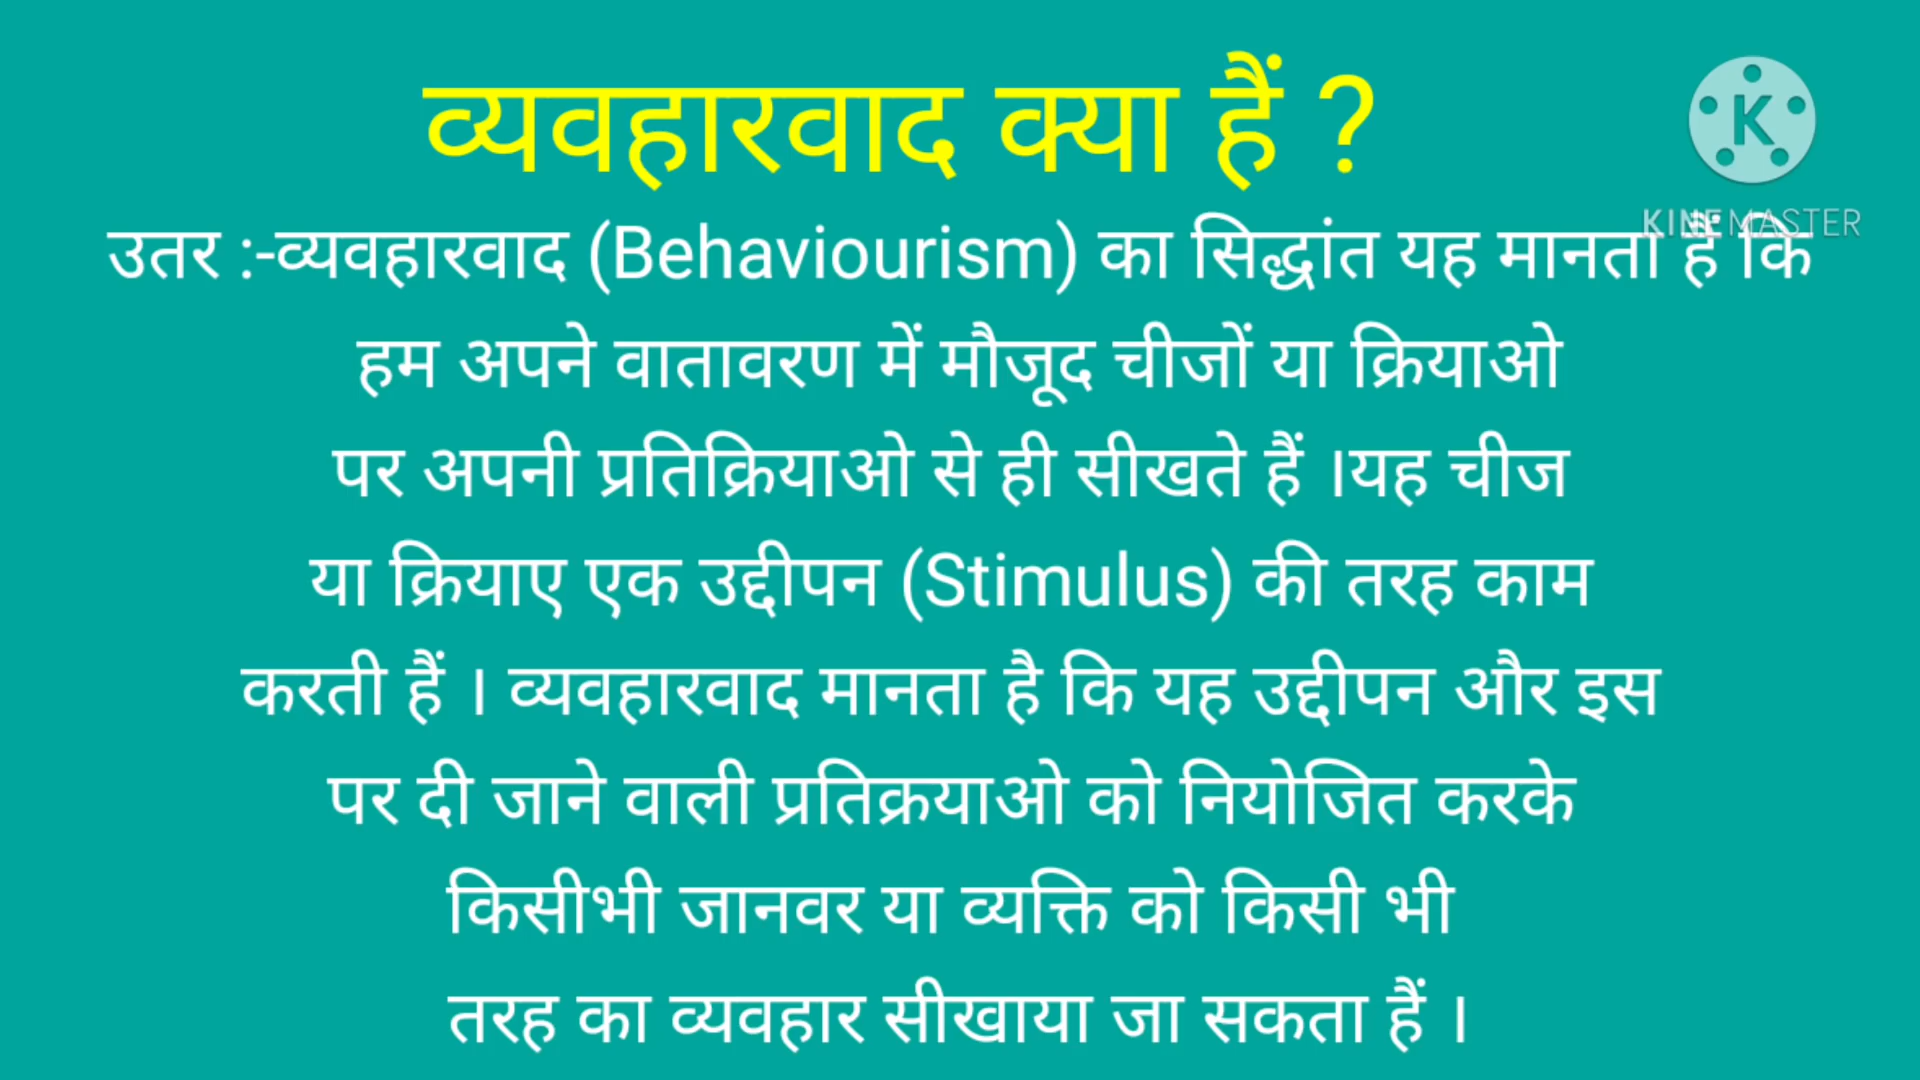 व्यवहारवाद क्या हैं ?
K
KINEMASTER
उतर :-व्यवहारवाद (Behaviourism) का सिद्धांत यह मानता हैं कि
हम अपने वातावरण में मौजूद चीजों या क्रियाओ
पर अपनी प्रतिक्रियाओ से ही सीखते हैं ।यह चीज
या क्रियाए एक उद्दीपन (Stimulus) की तरह काम
करती हैं । व्यवहारवाद मानता है कि यह उद्दीपन और इस
पर दी जाने वाली प्रतिक्रयाओ को नियोजित करके
किसीभी जानवर या व्यक्ति को किसी भी
तरह का व्यवहार सीखाया जा सकता हैं ।